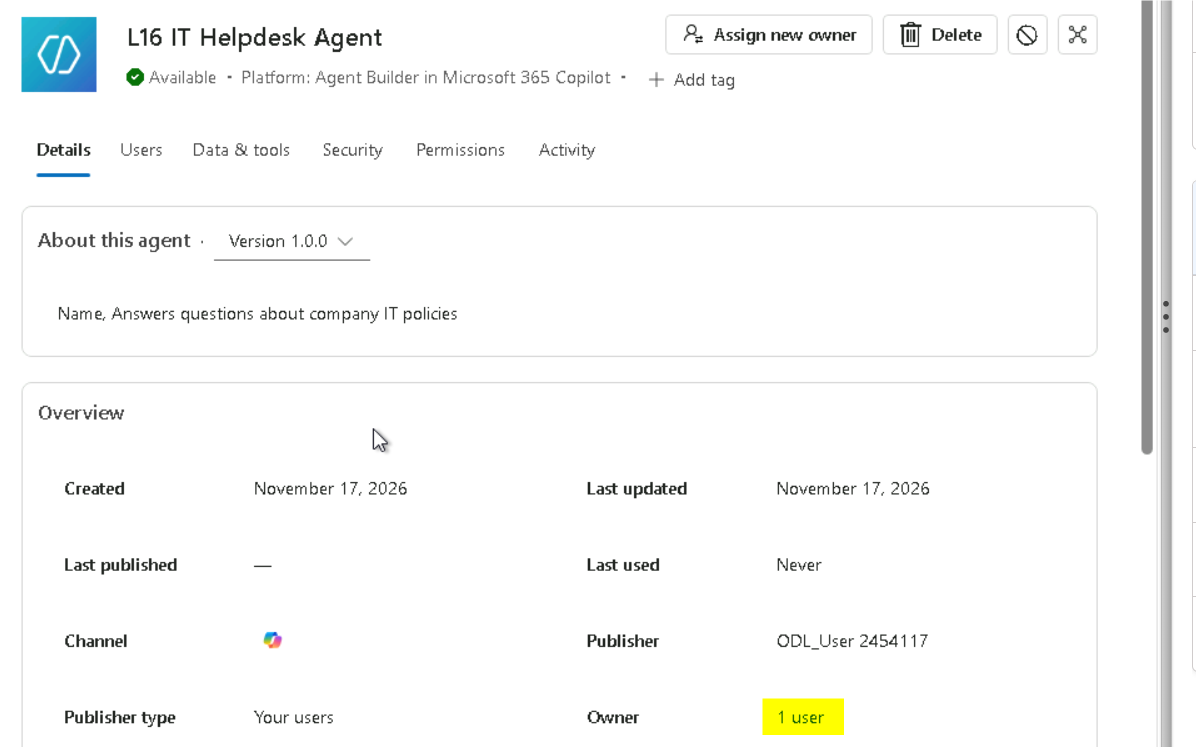 L16 IT Helpdesk Agent
Assign new owner
Delete
Available • Platform: Agent Builder in Microsoft 365 Copilot •
Add tag
Details Users Data & tools Security Permissions Activity
About this agent · Version 1.0.0
Name, Answers questions about company IT policies
Overview
Created November 17, 2026 Last updated November 17, 2026
Last published — Last used Never
Channel Publisher ODL_User 2454117
Publisher type Your users Owner 1 user